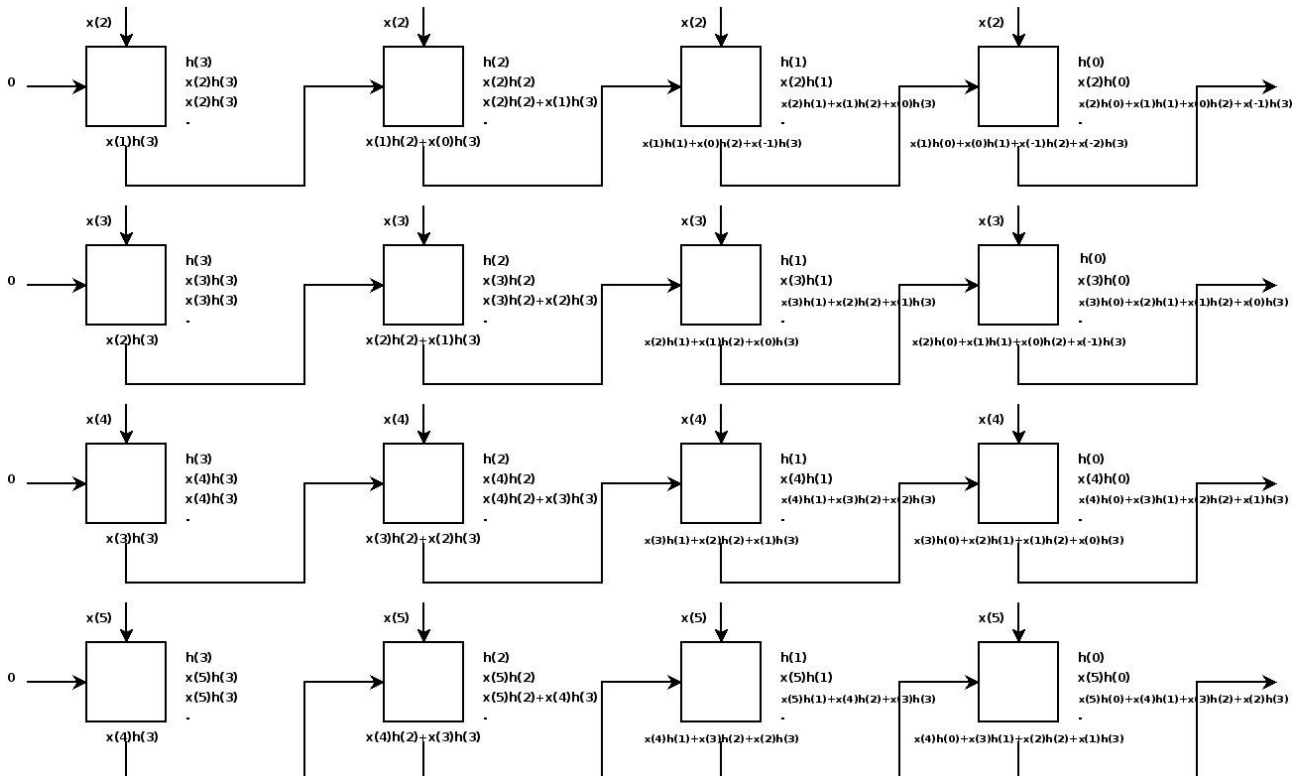 x(2) x(2) x(2) x(2)
h(3) h(2) h(1) h(0)
0 x(2)h(3) x(2)h(2) x(2)h(1) x(2)h(0)
x(2)h(3) x(2)h(2)+x(1)h(3) x(2)h(1)+x(1)h(2)+x(0)h(3) x(2)h(0)+x(1)h(1)+x(0)h(2)+x(-1)h(3)
- - - -
x(1)h(3) x(1)h(2)+x(0)h(3) x(1)h(1)+x(0)h(2)+x(-1)h(3) x(1)h(0)+x(0)h(1)+x(-1)h(2)+x(-2)h(3)
x(3) x(3) x(3) x(3)
h(3) h(2) h(1) h(0)
0 x(3)h(3) x(3)h(2) x(3)h(1) x(3)h(0)
x(3)h(3) x(3)h(2)+x(2)h(3) x(3)h(1)+x(2)h(2)+x(1)h(3) x(3)h(0)+x(2)h(1)+x(1)h(2)+x(0)h(3)
- - - -
x(2)h(3) x(2)h(2)+x(1)h(3) x(2)h(1)+x(1)h(2)+x(0)h(3) x(2)h(0)+x(1)h(1)+x(0)h(2)+x(-1)h(3)
x(4) x(4) x(4) x(4)
h(3) h(2) h(1) h(0)
0 x(4)h(3) x(4)h(2) x(4)h(1) x(4)h(0)
x(4)h(3) x(4)h(2)+x(3)h(3) x(4)h(1)+x(3)h(2)+x(2)h(3) x(4)h(0)+x(3)h(1)+x(2)h(2)+x(1)h(3)
- - - -
x(3)h(3) x(3)h(2)+x(2)h(3) x(3)h(1)+x(2)h(2)+x(1)h(3) x(3)h(0)+x(2)h(1)+x(1)h(2)+x(0)h(3)
x(5) x(5) x(5) x(5)
h(3) h(2) h(1) h(0)
0 x(5)h(3) x(5)h(2) x(5)h(1) x(5)h(0)
x(5)h(3) x(5)h(2)+x(4)h(3) x(5)h(1)+x(4)h(2)+x(3)h(3) x(5)h(0)+x(4)h(1)+x(3)h(2)+x(2)h(3)
- - - -
x(4)h(3) x(4)h(2)+x(3)h(3) x(4)h(1)+x(3)h(2)+x(2)h(3) x(4)h(0)+x(3)h(1)+x(2)h(2)+x(1)h(3)